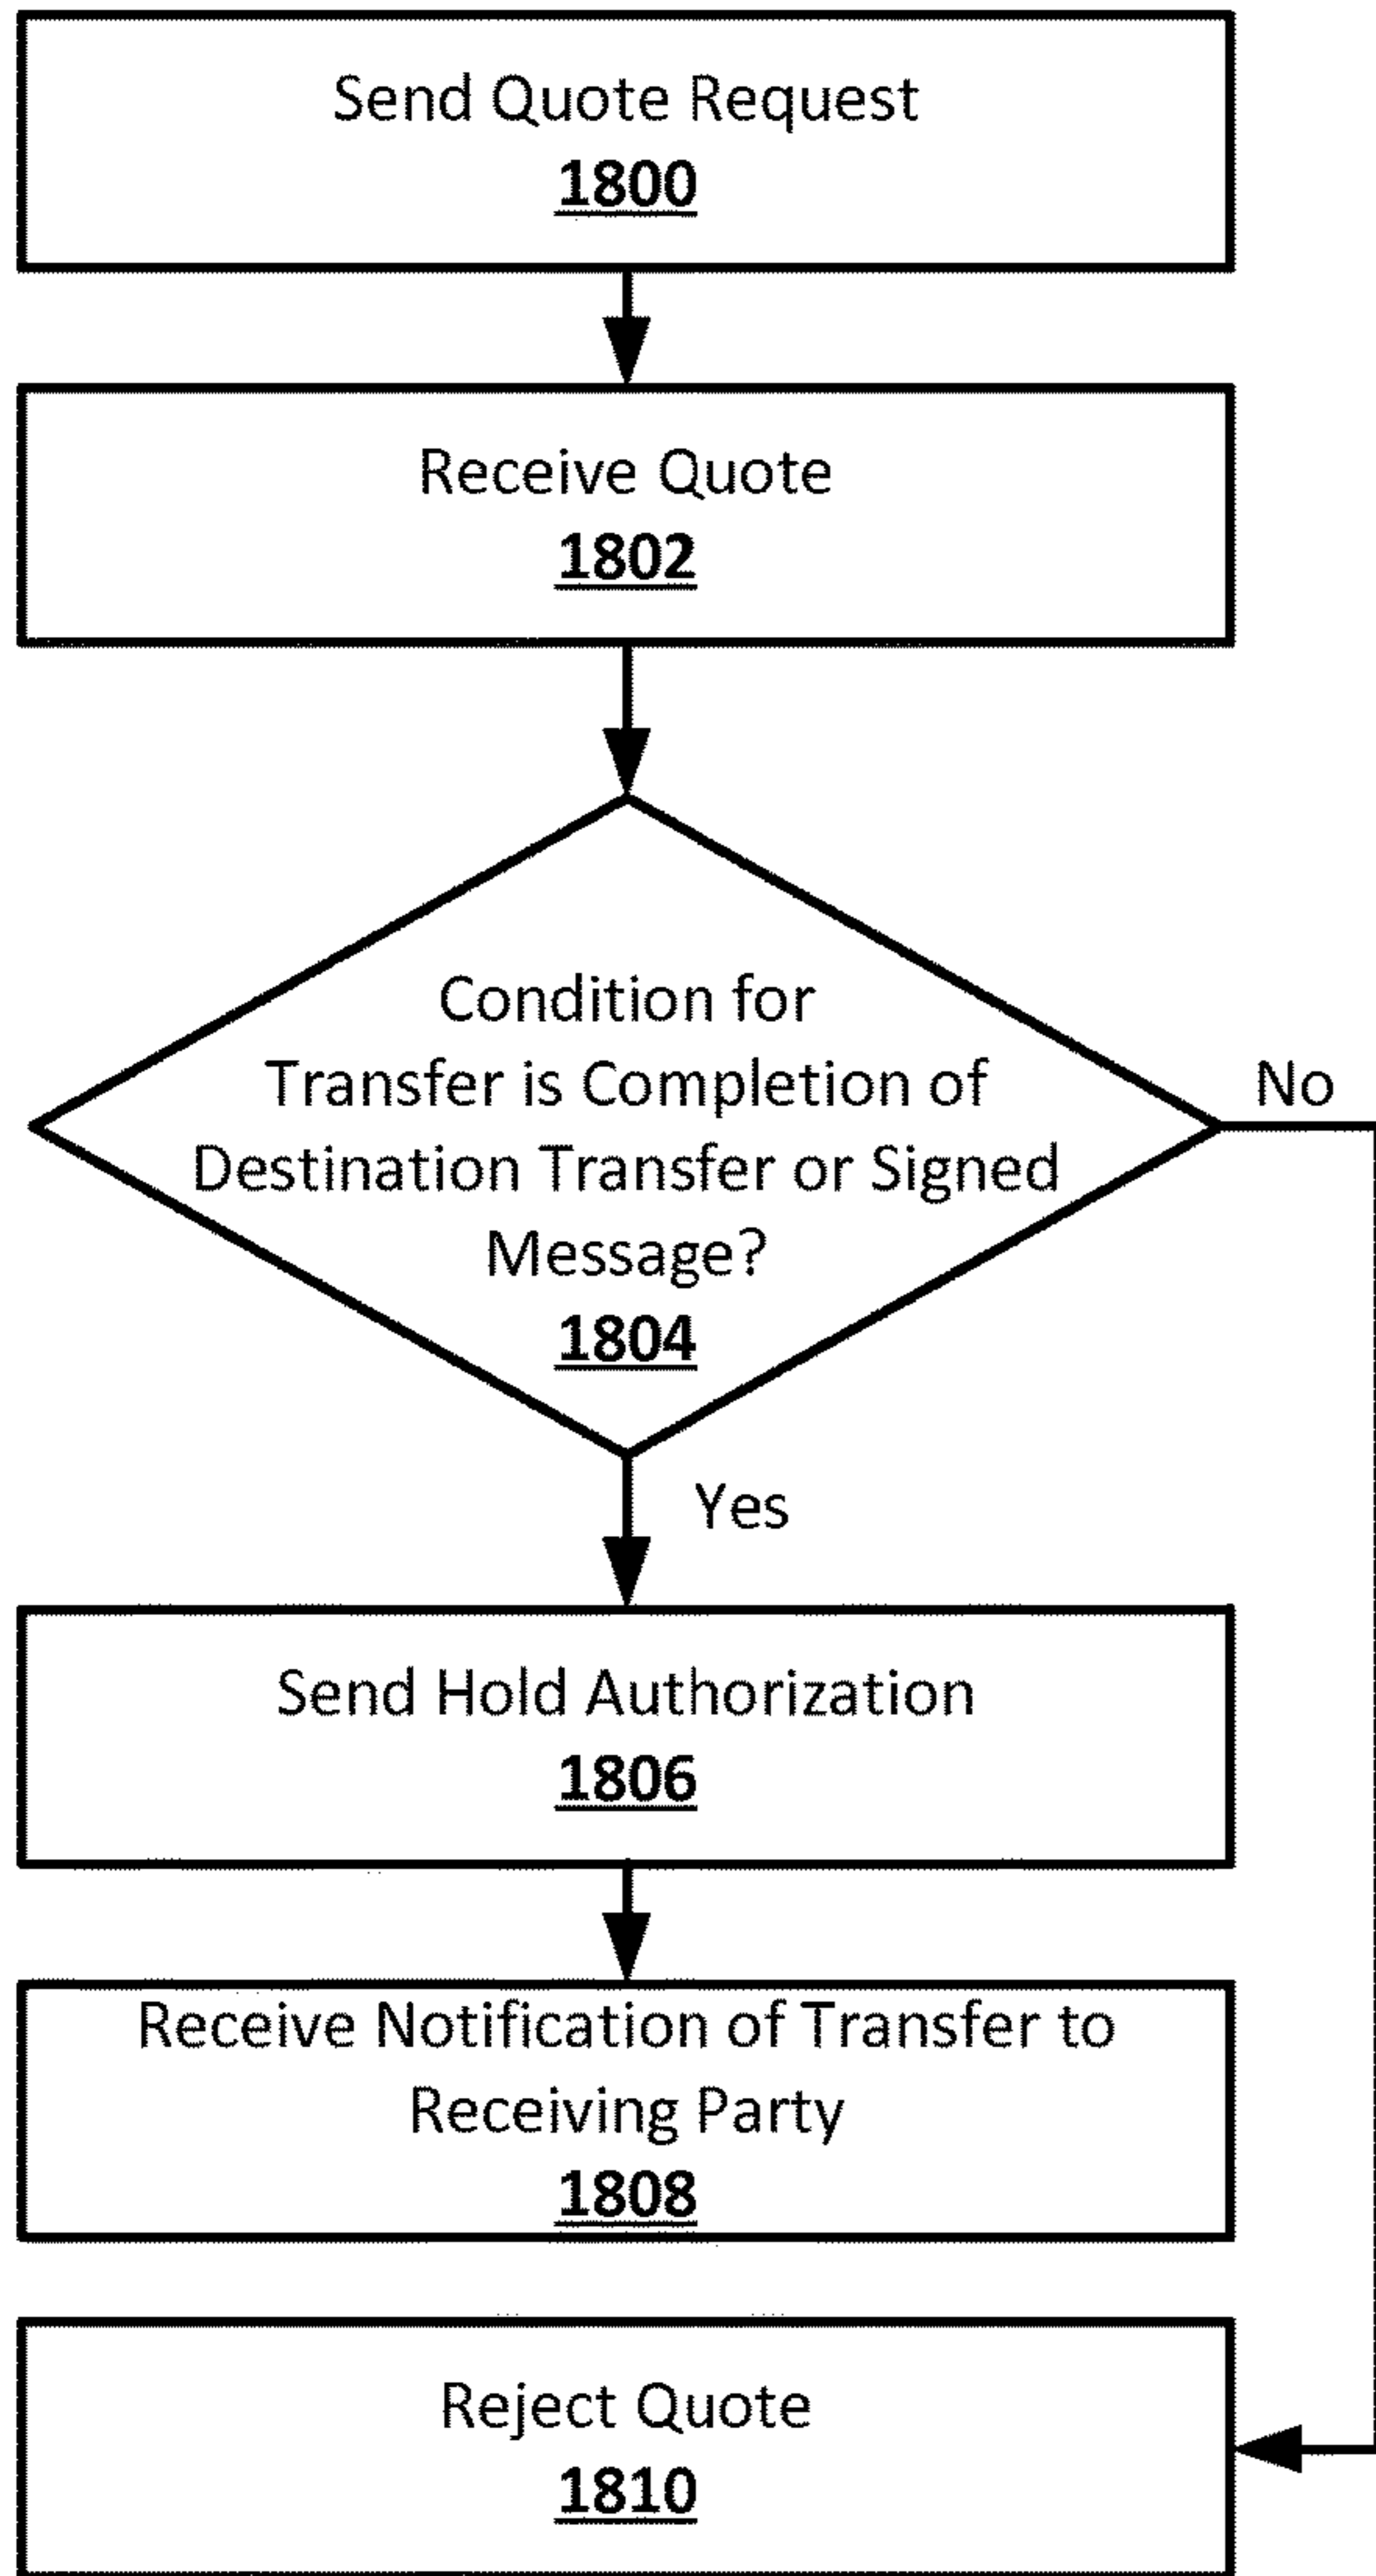 Send Quote Request
1800
Receive Quote
1802
Condition for
Transfer is Completion of
Destination Transfer or Signed
Message?
1804
No
Yes
Send Hold Authorization
1806
Receive Notification of Transfer to
Receiving Party
1808
Reject Quote
1810